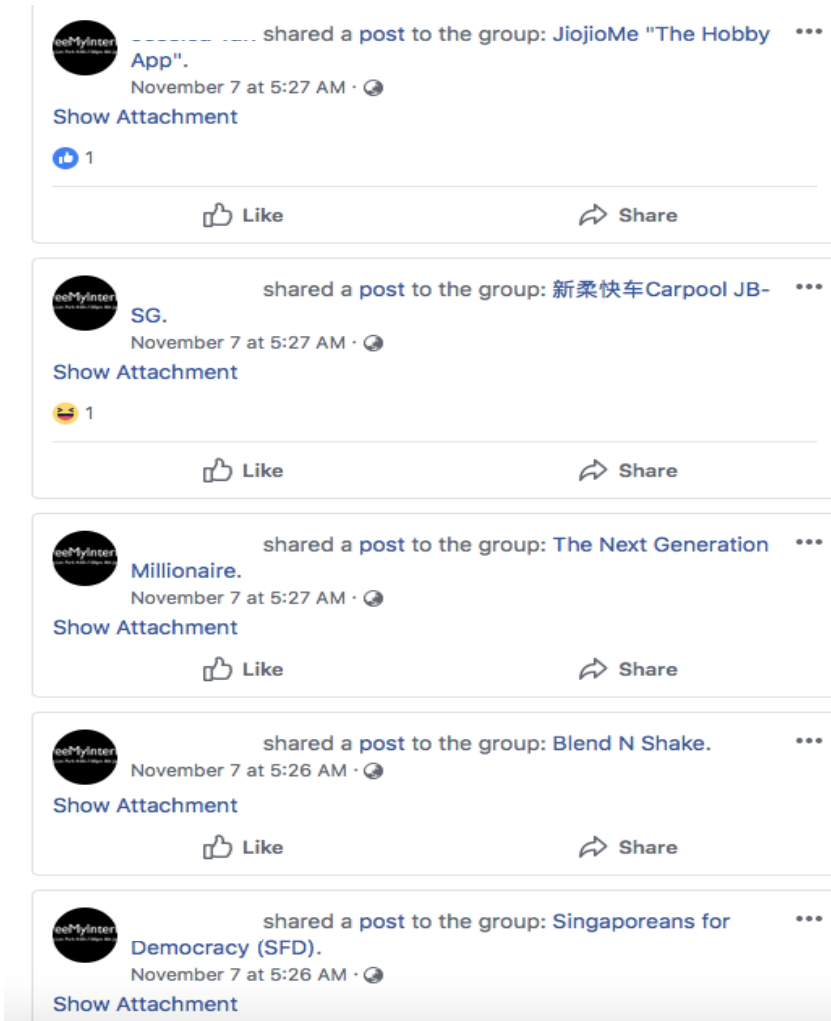 eeMyInter
shared a post to the group: JiojioMe "The Hobby
App".
November 7 at 5:27 AM ·
Show Attachment
1
Like Share
eeMyInter
shared a post to the group: 新柔快车Carpool JB-
SG.
November 7 at 5:27 AM ·
Show Attachment
1
Like Share
eeMyInter
shared a post to the group: The Next Generation
Millionaire.
November 7 at 5:27 AM ·
Show Attachment
Like Share
eeMyInter
shared a post to the group: Blend N Shake.
November 7 at 5:26 AM ·
Show Attachment
Like Share
eeMyInter
shared a post to the group: Singaporeans for
Democracy (SFD).
November 7 at 5:26 AM ·
Show Attachment